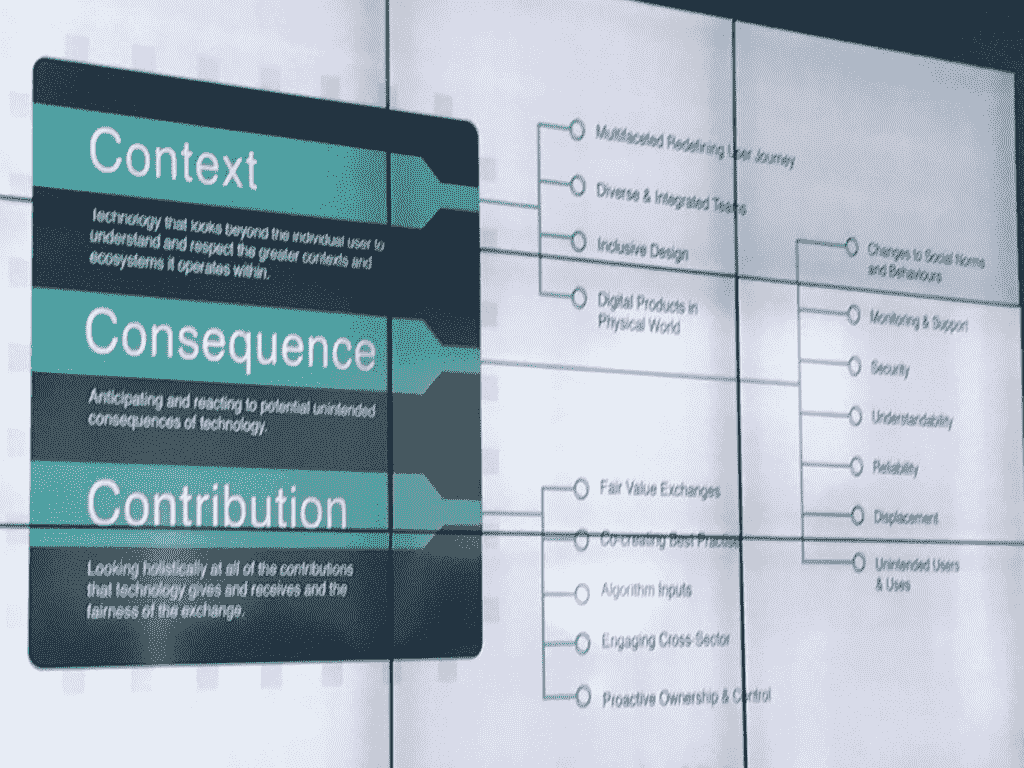 Context
Technology that looks beyond the individual user to
understand and respect the greater contexts and
ecosystems it operates within.
Multifaceted Redefining User Journey
Diverse & Integrated Teams
Inclusive Design
Digital Products in
Physical World
Consequence
Anticipating and reacting to potential unintended
consequences of technology.
Changes to Social Norms
and Behaviours
Monitoring & Support
Security
Understandability
Reliability
Displacement
Unintended Users
& Uses
Contribution
Looking holistically at all of the contributions
that technology gives and receives and the
fairness of the exchange.
Fair Value Exchanges
Co-creating Best Practise
Algorithm Inputs
Engaging Cross-Sector
Proactive Ownership & Control